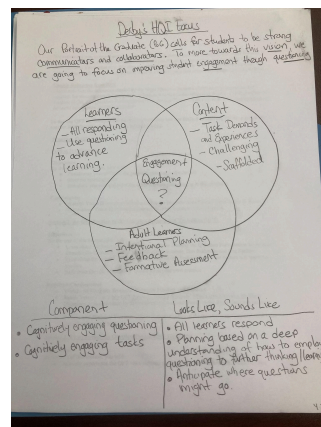 Derby's HQI Focus
Our Portrait of the Graduate (POG) calls for students to be strong
communicators and collaborators. To move towards this vision, we
are going to focus on improving student engagement though questioning
Learners
- All responding
- Use questioning
to advance
learning.
Content
- Task Demands
and Experiences
- Challenging
- Scaffolded
Engagement
Questioning
?
Adult Learners
- Intentional Planning
- Feedback
- Formative Assessment
Component
• Cognitively engaging questioning
• Cognitively engaging tasks
Looks Like, Sounds Like
• All learners respond
• Planning based on a deep
understanding of how to employ
questioning to further thinking/
• Anticipate where questions
might go.